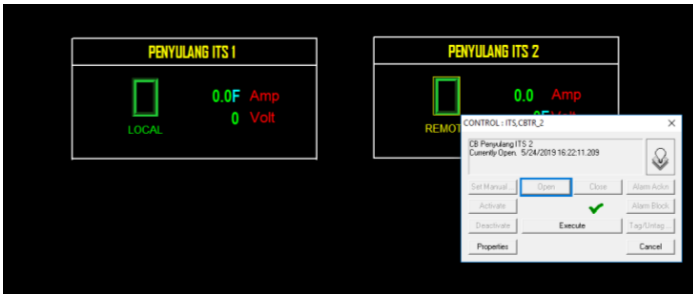 PENYULANG ITS 1
0.0F Amp
0 Volt
LOCAL
PENYULANG ITS 2
0.0 Amp
REMOT
CONTROL : ITS,CBTR_2
CB Penyulang ITS 2
Currently Open. 5/24/2019 16:22:11.209
Set Manual... Open Close Alarm Ackn
Activate Alarm Block
Deactivate Execute Tag/Untag...
Properties Cancel